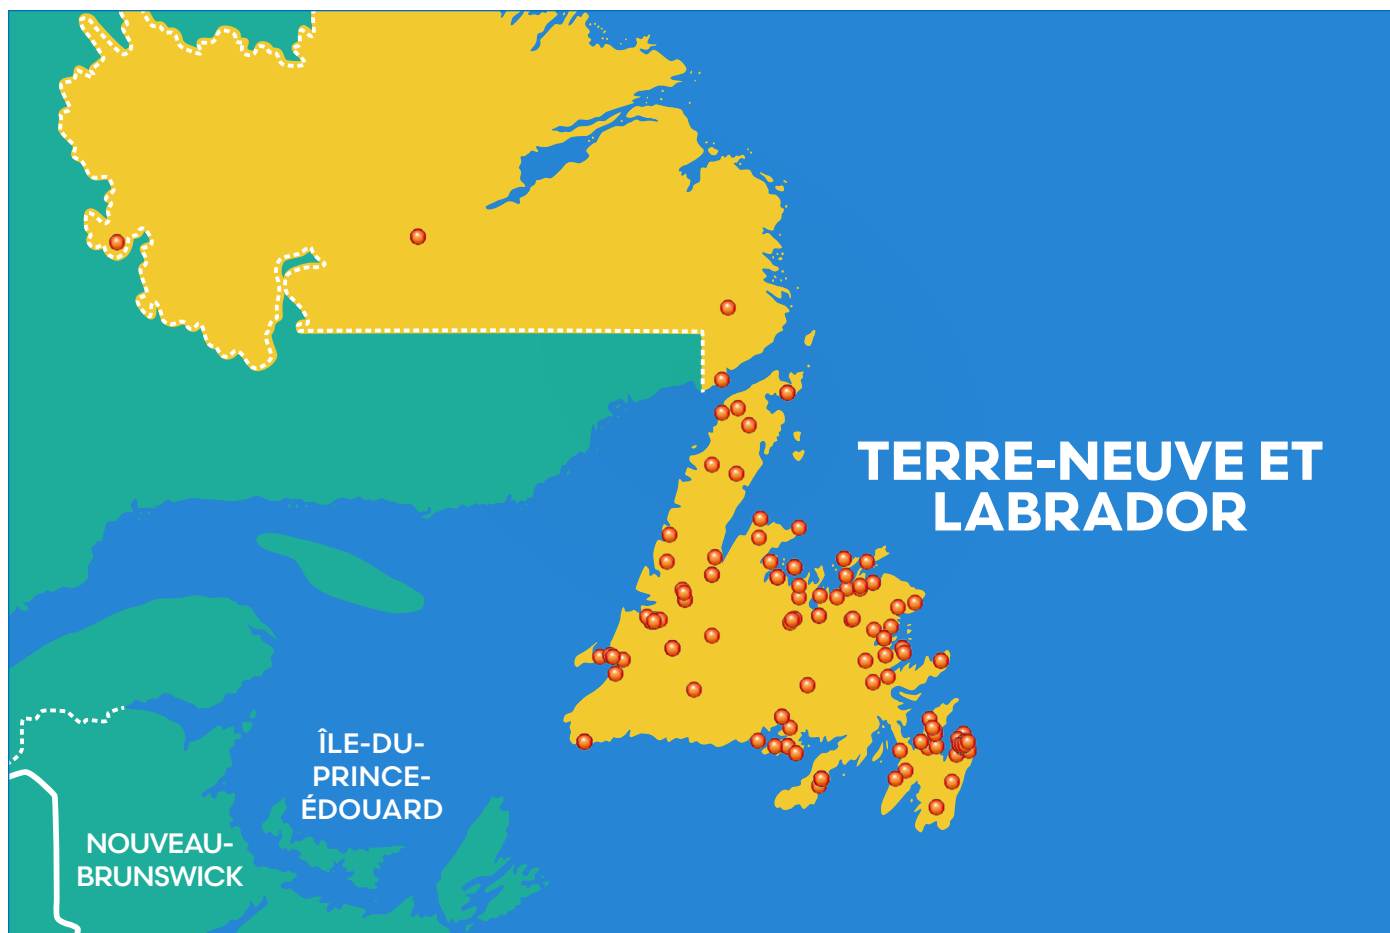 TERRE-NEUVE ET
LABRADOR
ÎLE-DU-
PRINCE-
ÉDOUARD
NOUVEAU-
BRUNSWICK